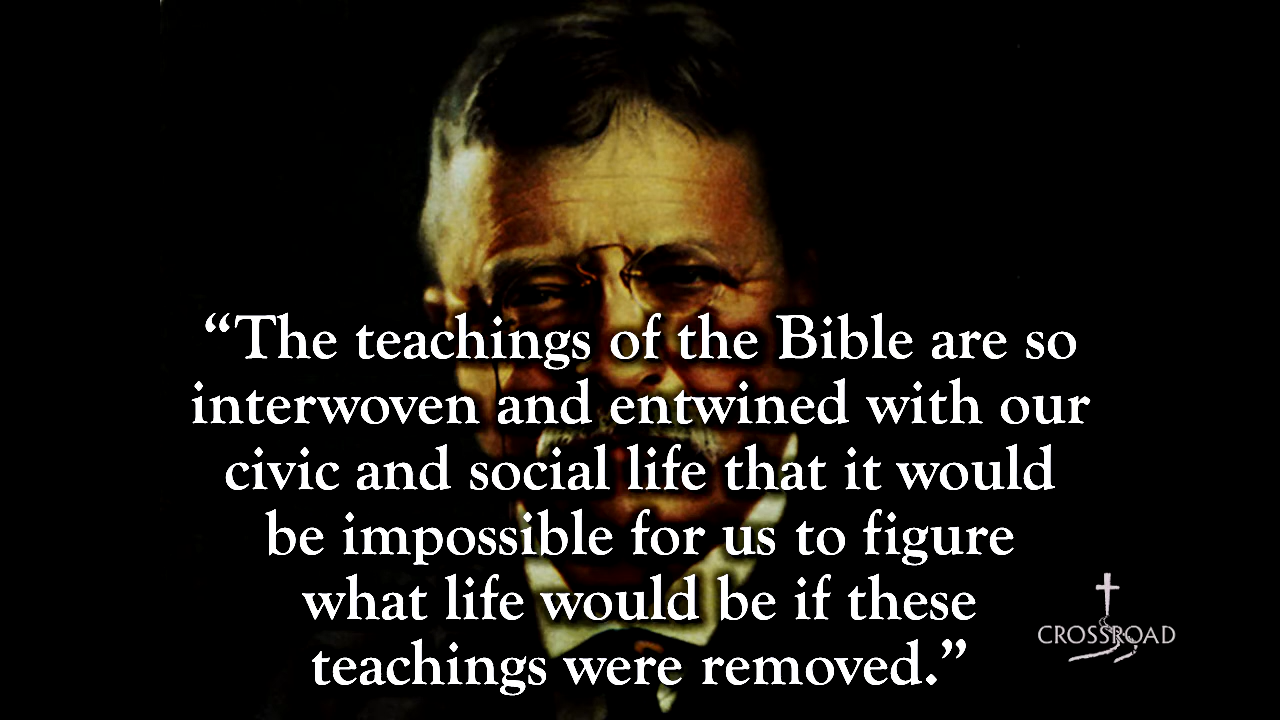 “The teachings of the Bible are so
interwoven and entwined with our
civic and social life that it would
be impossible for us to figure
what life would be if these
teachings were removed.”
CROSSROAD